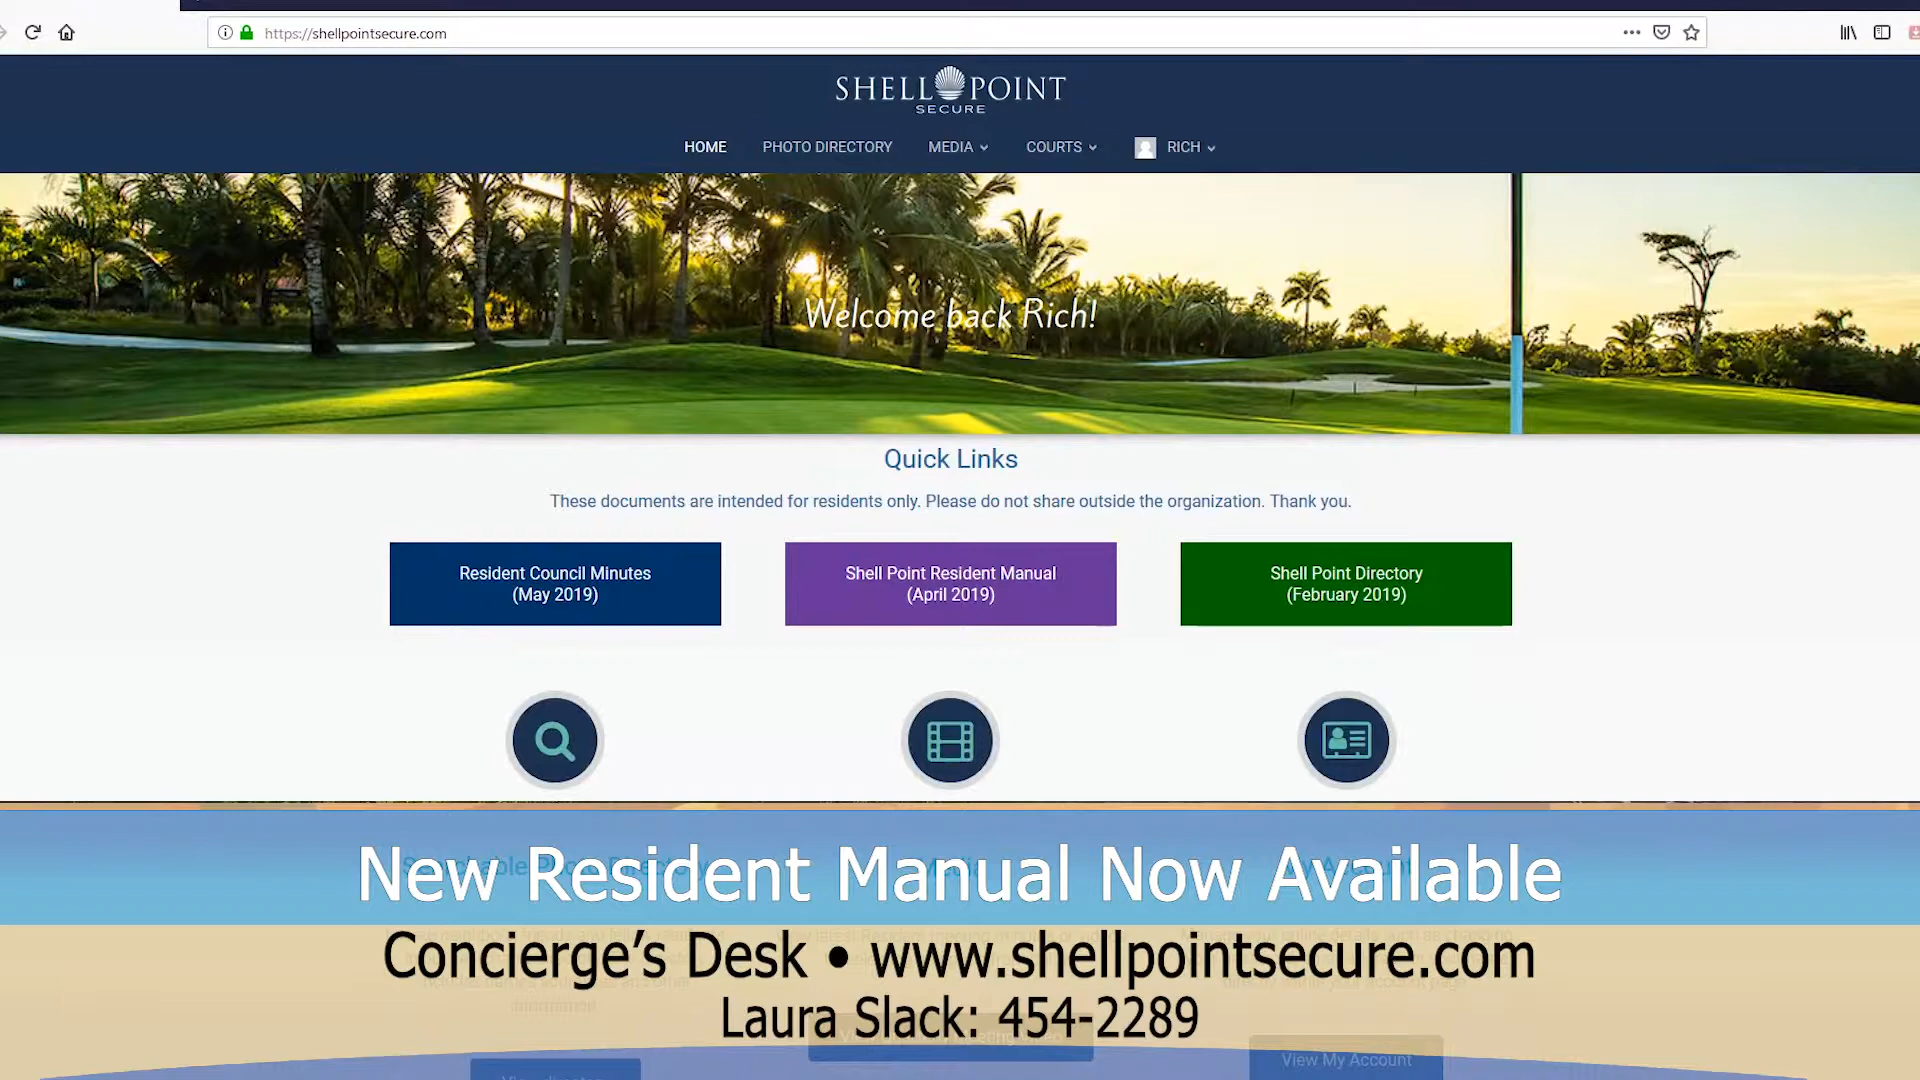 https://shellpointsecure.com
SHELL POINT
SECURE
HOME PHOTO DIRECTORY MEDIA COURTS RICH
Welcome back Rich!
Quick Links
These documents are intended for residents only. Please do not share outside the organization. Thank you.
Resident Council Minutes
(May 2019)
Shell Point Resident Manual
(April 2019)
Shell Point Directory
(February 2019)
New Resident Manual Now Available
Concierge’s Desk • www.shellpointsecure.com
Laura Slack: 454-2289
View My Account